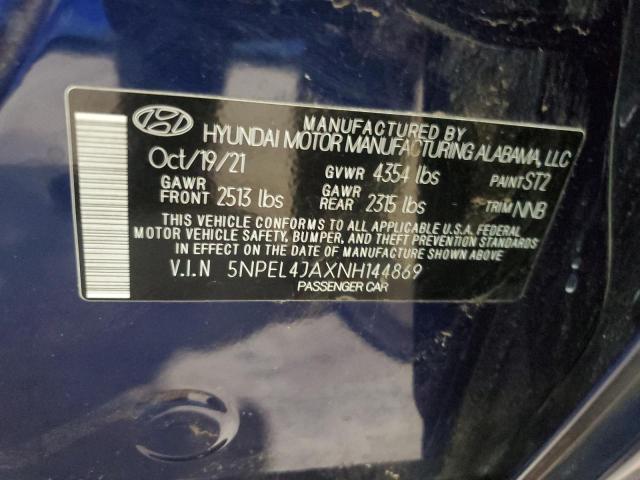 MANUFACTURED BY
HYUNDAI MOTOR MANUFACTURING ALABAMA, LLC
Oct/19/21 GVWR 4354 lbs PAINT ST2
GAWR FRONT 2513 lbs GAWR REAR 2315 lbs TRIM NNB
THIS VEHICLE CONFORMS TO ALL APPLICABLE U.S.A. FEDERAL
MOTOR VEHICLE SAFETY, BUMPER, AND THEFT PREVENTION STANDARDS
IN EFFECT ON THE DATE OF MANUFACTURE SHOWN ABOVE.
V.I.N 5NPEL4JAXNH144869
PASSENGER CAR